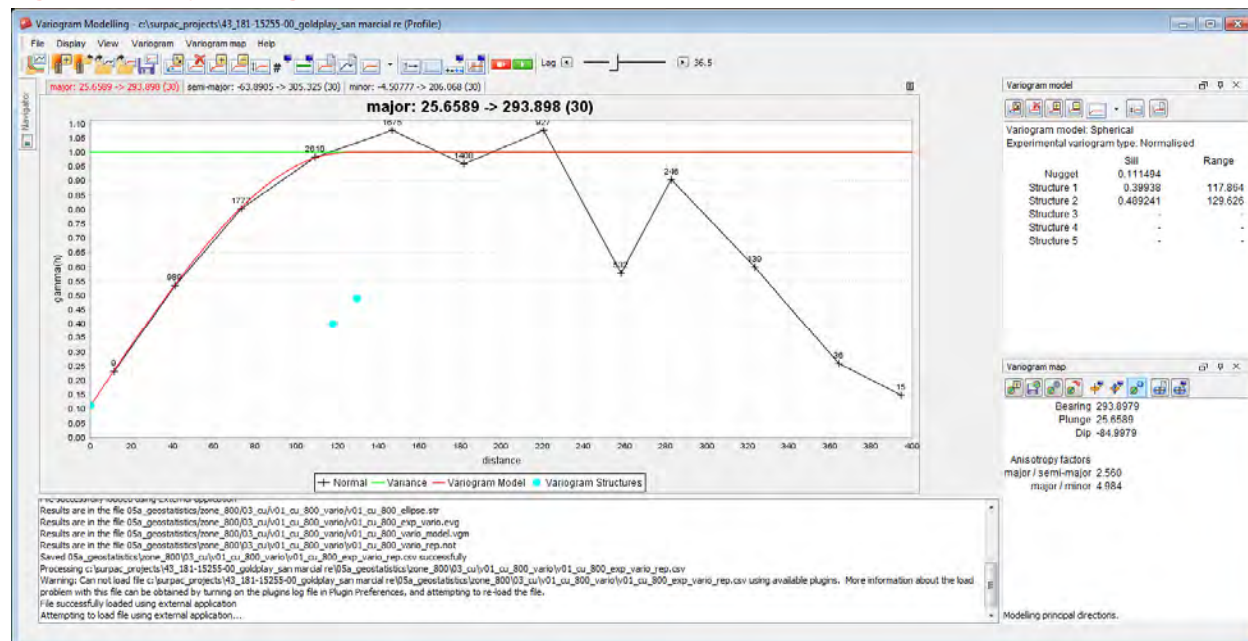 Variogram Modelling - c:\surpac_projects\43_181-15255-00_goldplay_san marcial re (Profile:)
File Display View Variogram Variogram map Help
Lag 36.5
Navigator
major: 25.6589 -> 293.898 (30) semi-major: -63.8905 -> 305.325 (30) minor: -4.50777 -> 206.068 (30)
major: 25.6589 -> 293.898 (30)
gamma(h)
1.10
1.05
1.00
0.95
0.90
0.85
0.80
0.75
0.70
0.65
0.60
0.55
0.50
0.45
0.40
0.35
0.30
0.25
0.20
0.15
0.10
0.05
0.00
9
1777
2610
1675
1408
927
532
246
139
36
15
0 20 40 60 80 100 120 140 160 180 200 220 240 260 280 300 320 340 360 380 400
distance
Normal Variance Variogram Model Variogram Structures
File successfully loaded using external application
Results are in the file 05a_geostatistics/zone_800/03_cu/v01_cu_800_vario/v01_cu_800_ellipse.str
Results are in the file 05a_geostatistics/zone_800/03_cu/v01_cu_800_vario/v01_cu_800_exp_vario.evg
Results are in the file 05a_geostatistics/zone_800\03_cu\v01_cu_800_vario\v01_cu_800_vario_model.vgm
Results are in the file 05a_geostatistics/zone_800\03_cu\v01_cu_800_vario\v01_cu_800_vario_rep.not
Saved 05a_geostatistics\zone_800\03_cu\v01_cu_800_vario\v01_cu_800_exp_vario_rep.csv successfully
Processing c:\surpac_projects\43_181-15255-00_goldplay_san marcial re\05a_geostatistics\zone_800\03_cu\v01_cu_800_vario\v01_cu_800_exp_vario_rep.csv
Warning: Can not load file c:\surpac_projects\43_181-15255-00_goldplay_san marcial re\05a_geostatistics\zone_800\03_cu\v01_cu_800_vario\v01_cu_800_exp_vario_rep.csv using available plugins. More information about the load
problem with this file can be obtained by turning on the plugins log file in Plugin Preferences, and attempting to re-load the file.
File successfully loaded using external application
Attempting to load file using external application...
Variogram model
Variogram model: Spherical
Experimental variogram type: Normalised
Sill Range
Nugget 0.111494
Structure 1 0.39938 117.864
Structure 2 0.489241 129.626
Structure 3 - -
Structure 4 - -
Structure 5 - -
Variogram map
Bearing 293.8979
Plunge 25.6589
Dip -84.9979
Anisotropy factors
major / semi-major 2.560
major / minor 4.984
Modeling principal directions.